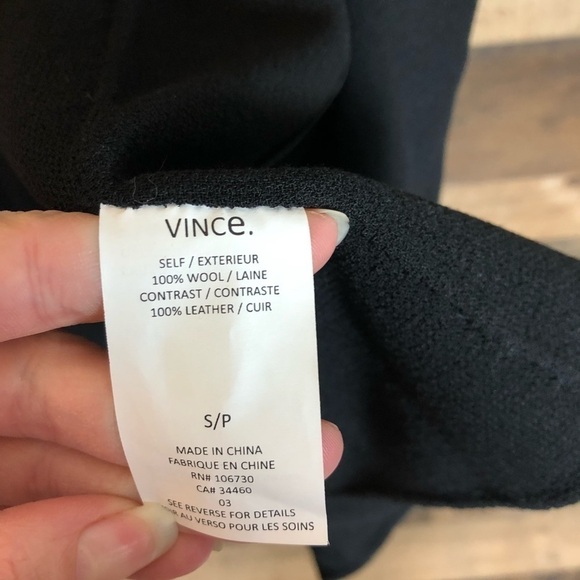 VINCe.
SELF / EXTERIEUR
100% WOOL / LAINE
CONTRAST / CONTRASTE
100% LEATHER / CUIR
S/P
MADE IN CHINA
FABRIQUE EN CHINE
RN# 106730
CA# 34460
03
SEE REVERSE FOR DETAILS
AU VERSO POUR LES SOINS